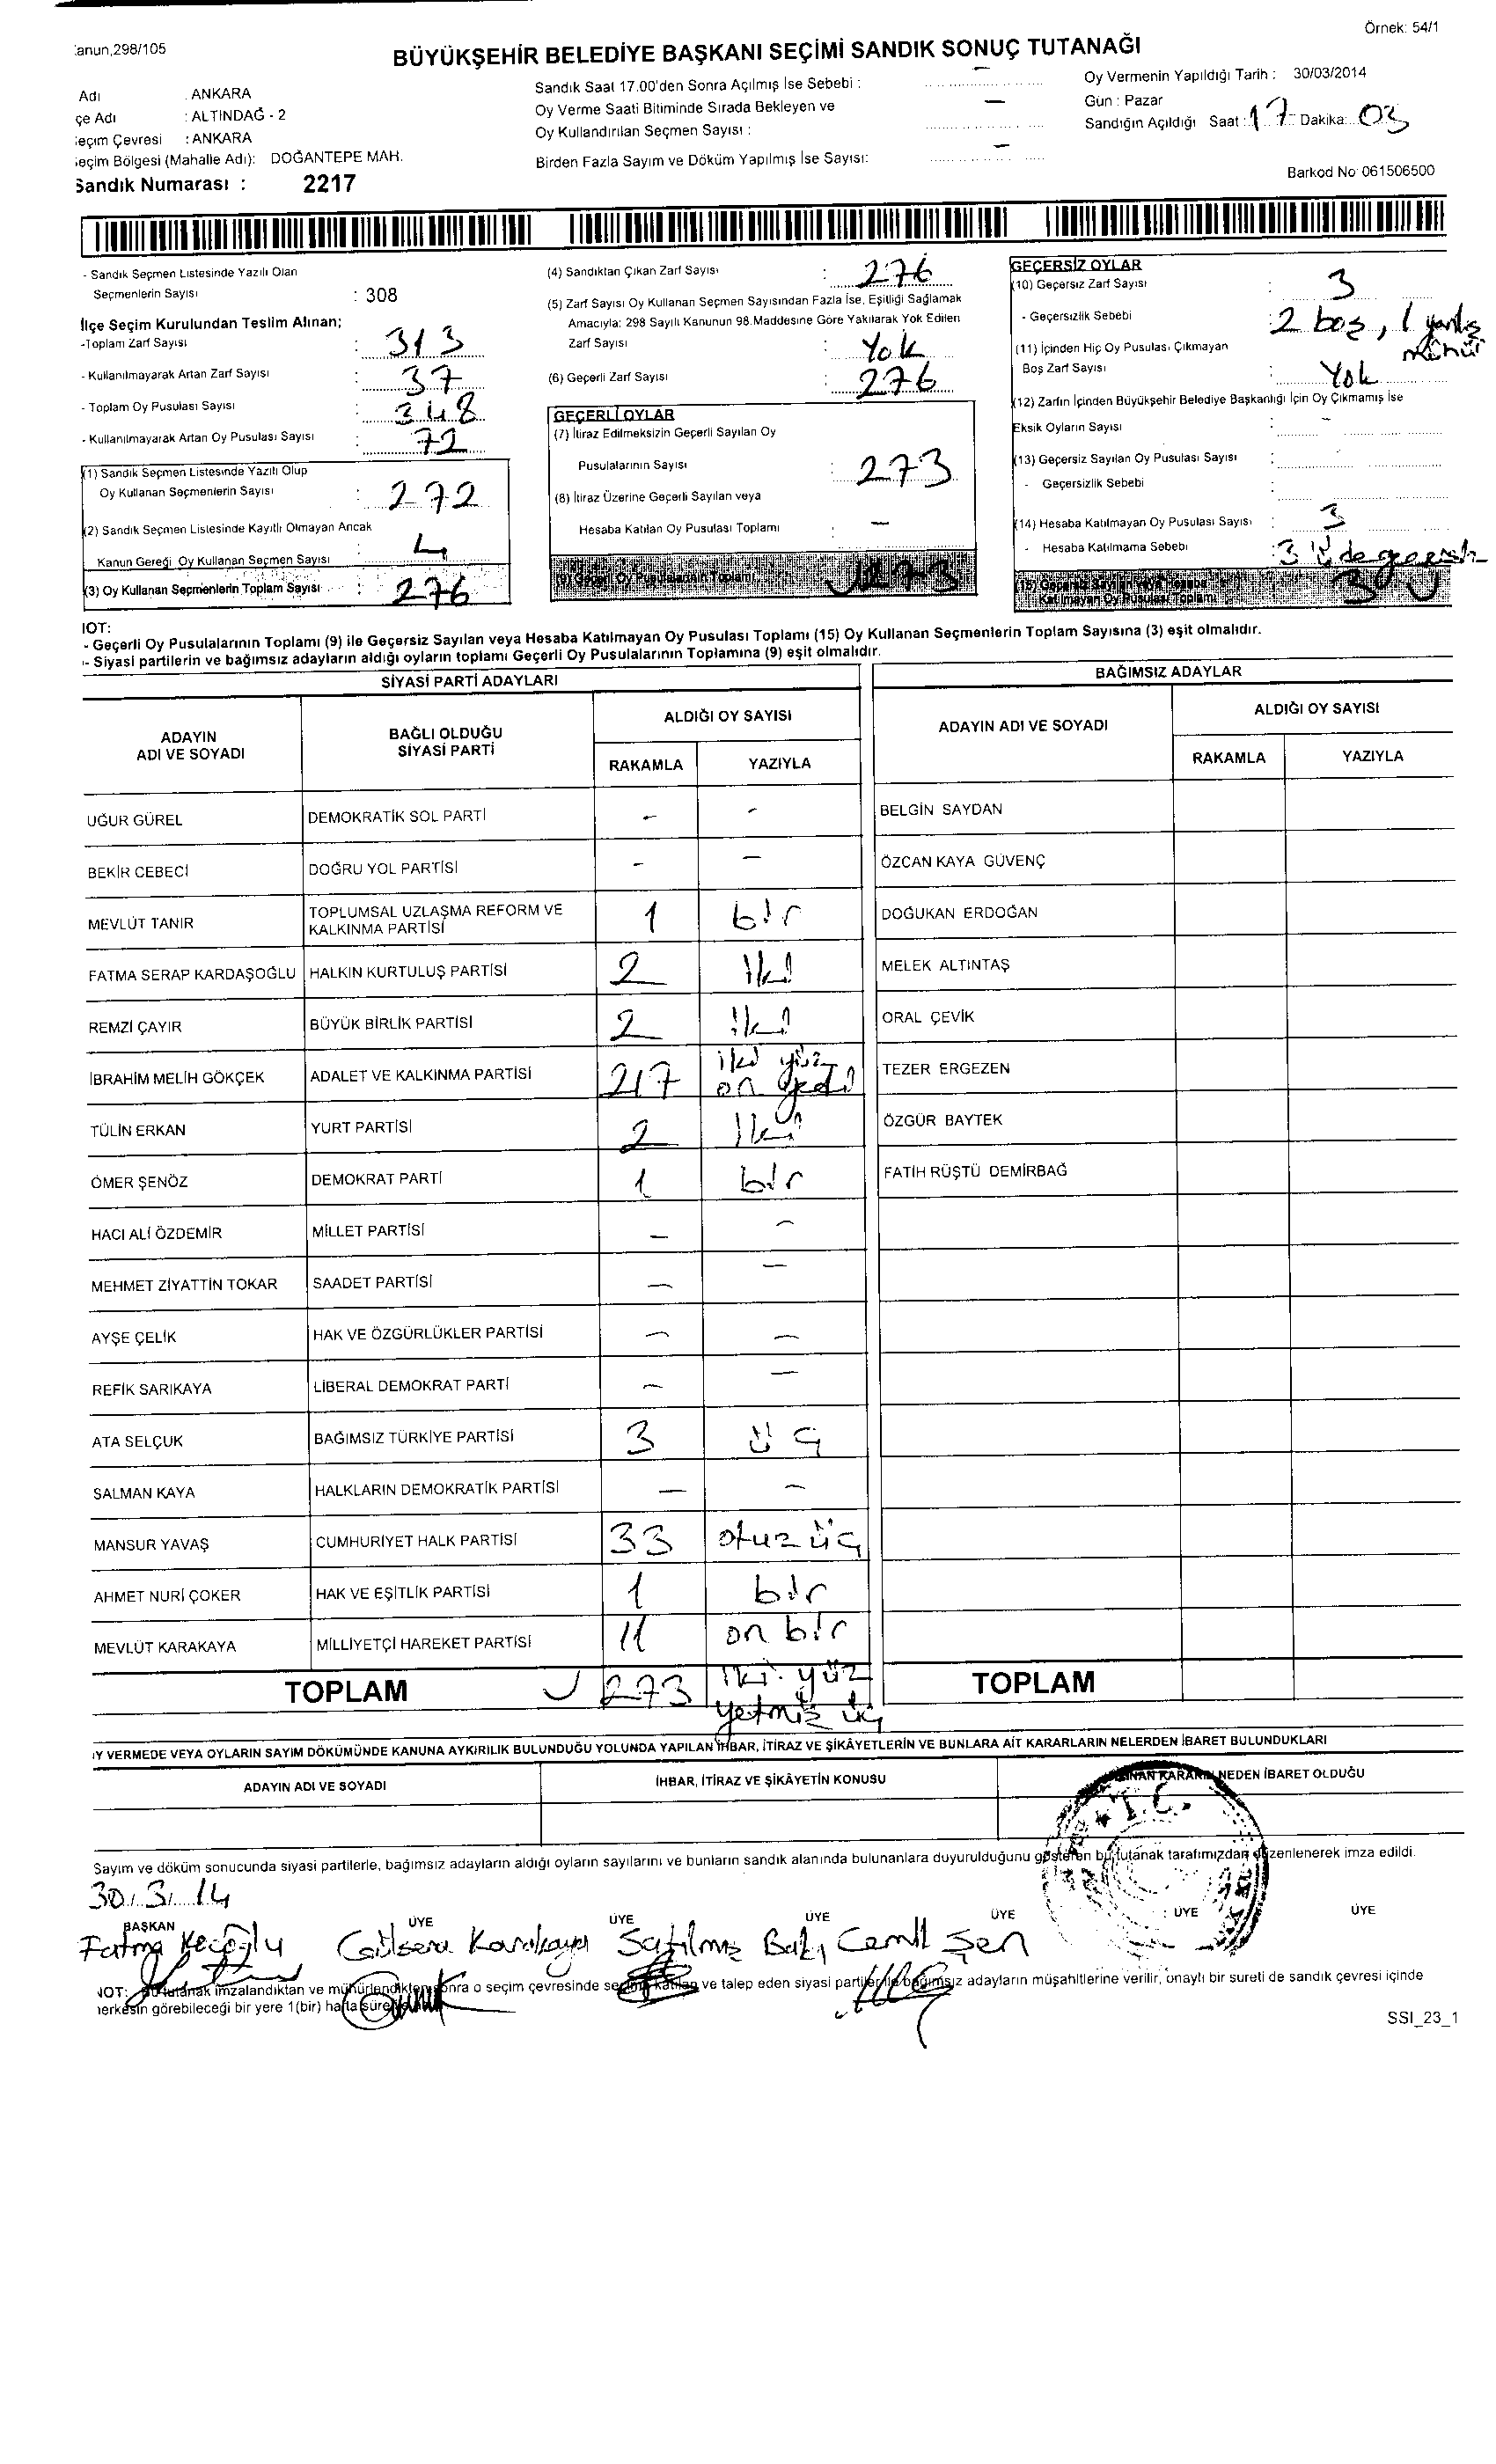 anun,298/105
Örnek: 54/1
BÜYÜKŞEHİR BELEDİYE BAŞKANI SEÇİMİ SANDIK SONUÇ TUTANAĞI
Adı : ANKARA
çe Adı : ALTINDAĞ - 2
eçim Çevresi : ANKARA
eçim Bölgesi (Mahalle Adı): DOĞANTEPE MAH.
Sandık Numarası : 2217
Sandık Saat 17.00'den Sonra Açılmış İse Sebebi : –
Oy Verme Saati Bitiminde Sırada Bekleyen ve
Oy Kullandırılan Seçmen Sayısı : –
Birden Fazla Sayım ve Döküm Yapılmış İse Sayısı: –
Oy Vermenin Yapıldığı Tarih : 30/03/2014
Gün : Pazar
Sandığın Açıldığı Saat : 17 Dakika: 03
Barkod No 061506500
- Sandık Seçmen Listesinde Yazılı Olan
Seçmenlerin Sayısı : 308
İlçe Seçim Kurulundan Teslim Alınan;
-Toplam Zarf Sayısı : 313
- Kullanılmayarak Artan Zarf Sayısı : 37
- Toplam Oy Pusulası Sayısı : 348
- Kullanılmayarak Artan Oy Pusulası Sayısı : 72
(1) Sandık Seçmen Listesinde Yazılı Olup
Oy Kullanan Seçmenlerin Sayısı : 272
(2) Sandık Seçmen Listesinde Kayıtlı Olmayan Ancak
Kanun Gereği Oy Kullanan Seçmen Sayısı : 4
(3) Oy Kullanan Seçmenlerin Toplam Sayısı : 276
(4) Sandıktan Çıkan Zarf Sayısı : 276
(5) Zarf Sayısı Oy Kullanan Seçmen Sayısından Fazla İse, Eşitliği Sağlamak
Amacıyla: 298 Sayılı Kanunun 98.Maddesine Göre Yakılarak Yok Edilen
Zarf Sayısı : Yok
(6) Geçerli Zarf Sayısı : 276
GEÇERLİ OYLAR
(7) İtiraz Edilmeksizin Geçerli Sayılan Oy
Pusulalarının Sayısı : 273
(8) İtiraz Üzerine Geçerli Sayılan veya
Hesaba Katılan Oy Pusulası Toplamı : –
(9) Geçerli Oy Pusulalarının Toplamı 273
GEÇERSİZ OYLAR
(10) Geçersiz Zarf Sayısı : 3
- Geçersizlik Sebebi : 2 boş, 1 yanlış
mühür
(11) İçinden Hiç Oy Pusulası Çıkmayan
Boş Zarf Sayısı : Yok
(12) Zarfın İçinden Büyükşehir Belediye Başkanlığı İçin Oy Çıkmamış İse
Eksik Oyların Sayısı : –
(13) Geçersiz Sayılan Oy Pusulası Sayısı :
- Geçersizlik Sebebi :
(14) Hesaba Katılmayan Oy Pusulası Sayısı : 3
- Hesaba Katılmama Sebebi : 3 ü de geçersiz
(15) Geçersiz Sayılan veya Hesaba
Katılmayan Oy Pusulası Toplamı 3
IOT:
- Geçerli Oy Pusulalarının Toplamı (9) ile Geçersiz Sayılan veya Hesaba Katılmayan Oy Pusulası Toplamı (15) Oy Kullanan Seçmenlerin Toplam Sayısına (3) eşit olmalıdır.
- Siyasi partilerin ve bağımsız adayların aldığı oyların toplamı Geçerli Oy Pusulalarının Toplamına (9) eşit olmalıdır.
SİYASİ PARTİ ADAYLARI
ADAYIN ADI VE SOYADI
BAĞLI OLDUĞU SİYASİ PARTİ
ALDIĞI OY SAYISI
RAKAMLA YAZIYLA
UĞUR GÜREL DEMOKRATİK SOL PARTİ – –
BEKİR CEBECİ DOĞRU YOL PARTİSİ – –
MEVLÜT TANIR TOPLUMSAL UZLAŞMA REFORM VE KALKINMA PARTİSİ 1 bir
FATMA SERAP KARDAŞOĞLU HALKIN KURTULUŞ PARTİSİ 2 iki
REMZİ ÇAYIR BÜYÜK BİRLİK PARTİSİ 2 iki
İBRAHİM MELİH GÖKÇEK ADALET VE KALKINMA PARTİSİ 217 iki yüz on yedi
TÜLİN ERKAN YURT PARTİSİ 2 iki
ÖMER ŞENÖZ DEMOKRAT PARTİ 1 bir
HACI ALİ ÖZDEMİR MİLLET PARTİSİ – –
MEHMET ZİYATTİN TOKAR SAADET PARTİSİ – –
AYŞE ÇELİK HAK VE ÖZGÜRLÜKLER PARTİSİ – –
REFİK SARIKAYA LİBERAL DEMOKRAT PARTİ – –
ATA SELÇUK BAĞIMSIZ TÜRKİYE PARTİSİ 3 üç
SALMAN KAYA HALKLARIN DEMOKRATİK PARTİSİ – –
MANSUR YAVAŞ CUMHURİYET HALK PARTİSİ 33 otuz üç
AHMET NURİ ÇOKER HAK VE EŞİTLİK PARTİSİ 1 bir
MEVLÜT KARAKAYA MİLLİYETÇİ HAREKET PARTİSİ 11 on bir
TOPLAM 273 iki yüz yetmiş üç
BAĞIMSIZ ADAYLAR
ADAYIN ADI VE SOYADI
ALDIĞI OY SAYISI
RAKAMLA YAZIYLA
BELGİN SAYDAN
ÖZCAN KAYA GÜVENÇ
DOĞUKAN ERDOĞAN
MELEK ALTINTAŞ
ORAL ÇEVİK
TEZER ERGEZEN
ÖZGÜR BAYTEK
FATİH RÜŞTÜ DEMİRBAĞ
TOPLAM
Y VERMEDE VEYA OYLARIN SAYIM DÖKÜMÜNDE KANUNA AYKIRILIK BULUNDUĞU YOLUNDA YAPILAN İHBAR, İTİRAZ VE ŞİKÂYETLERİN VE BUNLARA AİT KARARLARIN NELERDEN İBARET BULUNDUKLARI
ADAYIN ADI VE SOYADI
İHBAR, İTİRAZ VE ŞİKÂYETİN KONUSU
NEDEN İBARET OLDUĞU
T.C.
Sayım ve döküm sonucunda siyasi partilerle, bağımsız adayların aldığı oyların sayılarını ve bunların sandık alanında bulunanlara duyurulduğunu gösteren bu tutanak tarafımızdan düzenlenerek imza edildi.
30.3.14
BAŞKAN ÜYE ÜYE ÜYE ÜYE ÜYE ÜYE
Fatma Gülsera Karakaya Satılmış Cemil Şen
NOT: Bu tutanak imzalandıktan ve mühürlendikten sonra o seçim çevresinde seçime katılan ve talep eden siyasi partiler ile bağımsız adayların müşahitlerine verilir, onaylı bir sureti de sandık çevresi içinde
herkesin görebileceği bir yere 1(bir) hafta süre
SSI_23_1